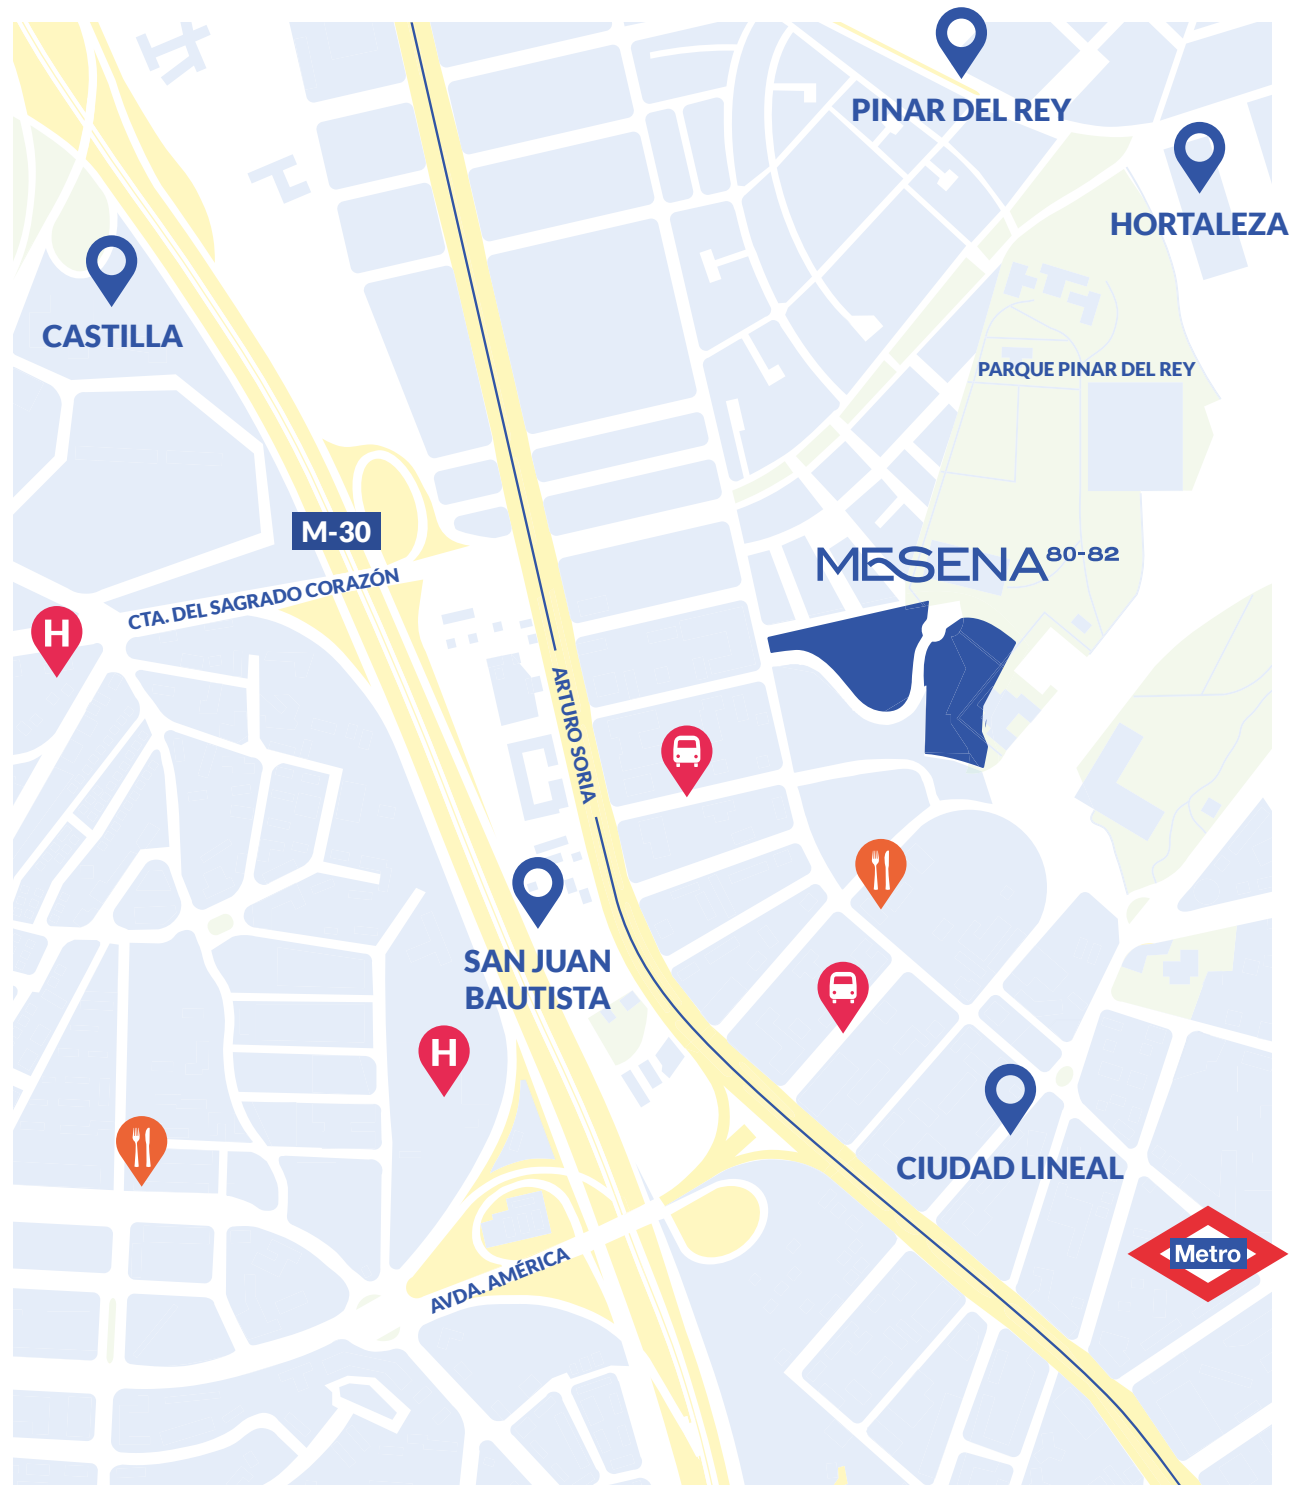 PINAR DEL REY
HORTALEZA
CASTILLA
PARQUE PINAR DEL REY
M-30
MESENA 80-82
CTA. DEL SAGRADO CORAZÓN
H
ARTURO SORIA
SAN JUAN
BAUTISTA
H
CIUDAD LINEAL
AVDA. AMÉRICA
Metro